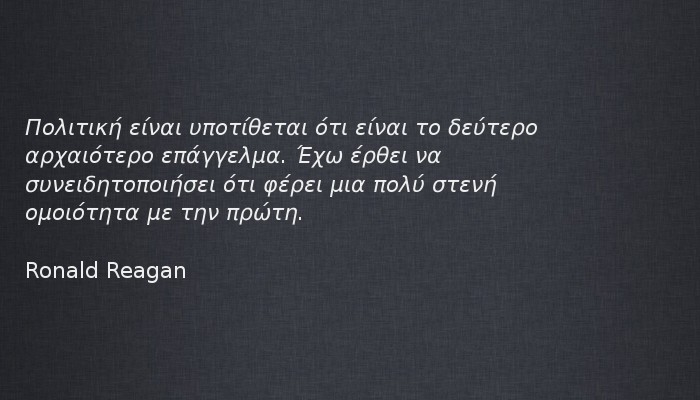 Πολιτική είναι υποτίθεται ότι είναι το δεύτερο
αρχαιότερο επάγγελμα. Έχω έρθει να
συνειδητοποιήσει ότι φέρει μια πολύ στενή
ομοιότητα με την πρώτη.
Ronald Reagan